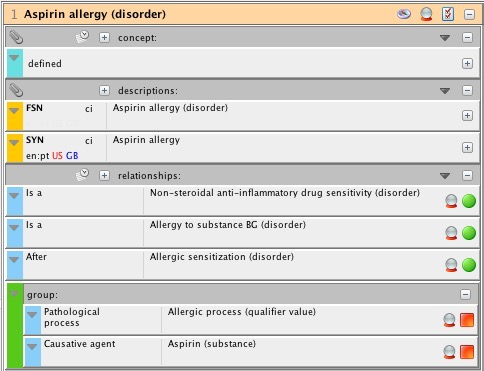 1 Aspirin allergy (disorder)
concept:
defined
descriptions:
FSN ci Aspirin allergy (disorder)
SYN ci Aspirin allergy
en:pt US GB
relationships:
Is a Non-steroidal anti-inflammatory drug sensitivity (disorder)
Is a Allergy to substance BG (disorder)
After Allergic sensitization (disorder)
group:
Pathological Allergic process (qualifier value)
process
Causative agent Aspirin (substance)